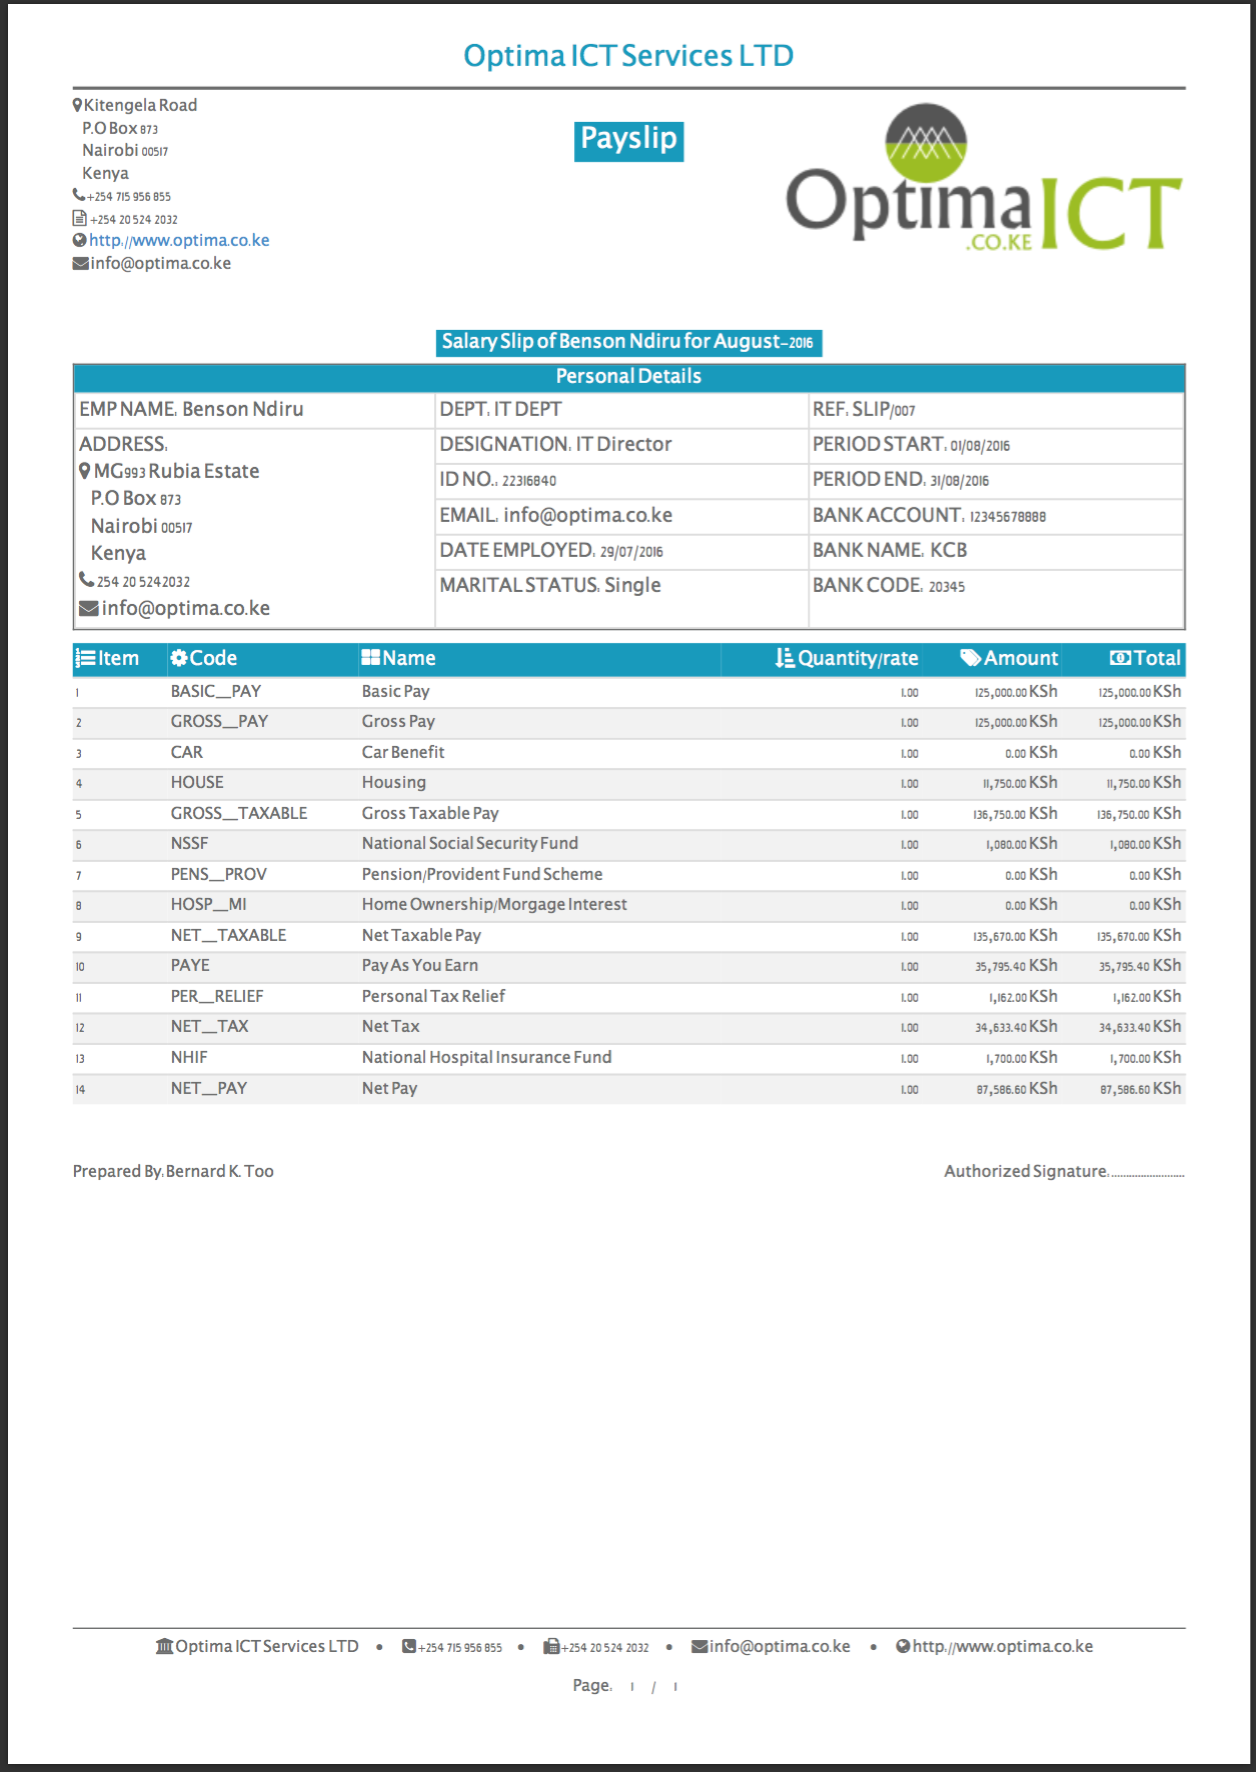 Optima ICT Services LTD
Kitengela Road
P.O Box 873
Nairobi 00517
Kenya
+254 715 956 855
+254 20 524 2032
http://www.optima.co.ke
info@optima.co.ke
Payslip
OptimaICT
.CO.KE
Salary Slip of Benson Ndiru for August-2016
Personal Details
EMP NAME: Benson Ndiru DEPT: IT DEPT REF: SLIP/007
ADDRESS:
MG993 Rubia Estate
P.O Box 873
Nairobi 00517
Kenya
254 20 5242032
info@optima.co.ke
DESIGNATION: IT Director PERIOD START: 01/08/2016
ID NO.: 22316840 PERIOD END: 31/08/2016
EMAIL: info@optima.co.ke BANK ACCOUNT: 12345678888
DATE EMPLOYED: 29/07/2016 BANK NAME: KCB
MARITAL STATUS: Single BANK CODE: 20345
Item Code Name Quantity/rate Amount Total
1 BASIC_PAY Basic Pay 1.00 125,000.00 KSh 125,000.00 KSh
2 GROSS_PAY Gross Pay 1.00 125,000.00 KSh 125,000.00 KSh
3 CAR Car Benefit 1.00 0.00 KSh 0.00 KSh
4 HOUSE Housing 1.00 11,750.00 KSh 11,750.00 KSh
5 GROSS_TAXABLE Gross Taxable Pay 1.00 136,750.00 KSh 136,750.00 KSh
6 NSSF National Social Security Fund 1.00 1,080.00 KSh 1,080.00 KSh
7 PENS_PROV Pension/Provident Fund Scheme 1.00 0.00 KSh 0.00 KSh
8 HOSP_MI Home Ownership/Morgage Interest 1.00 0.00 KSh 0.00 KSh
9 NET_TAXABLE Net Taxable Pay 1.00 135,670.00 KSh 135,670.00 KSh
10 PAYE Pay As You Earn 1.00 35,795.40 KSh 35,795.40 KSh
11 PER_RELIEF Personal Tax Relief 1.00 1,162.00 KSh 1,162.00 KSh
12 NET_TAX Net Tax 1.00 34,633.40 KSh 34,633.40 KSh
13 NHIF National Hospital Insurance Fund 1.00 1,700.00 KSh 1,700.00 KSh
14 NET_PAY Net Pay 1.00 87,586.60 KSh 87,586.60 KSh
Prepared By: Bernard K. Too Authorized Signature:........................
Optima ICT Services LTD • +254 715 956 855 • +254 20 524 2032 • info@optima.co.ke • http://www.optima.co.ke
Page: 1 / 1